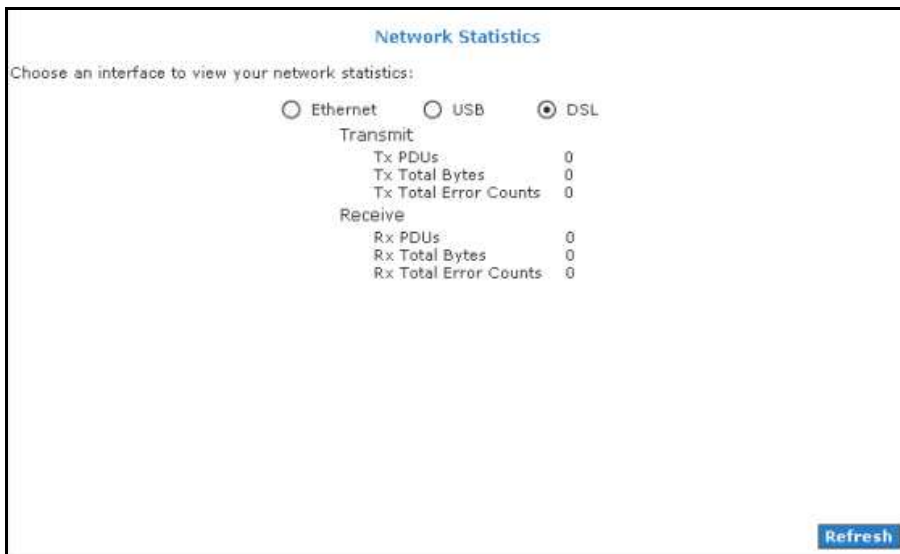 Network Statistics
Choose an interface to view your network statistics:
Ethernet USB DSL
Transmit
Tx PDUs 0
Tx Total Bytes 0
Tx Total Error Counts 0
Receive
Rx PDUs 0
Rx Total Bytes 0
Rx Total Error Counts 0
Refresh